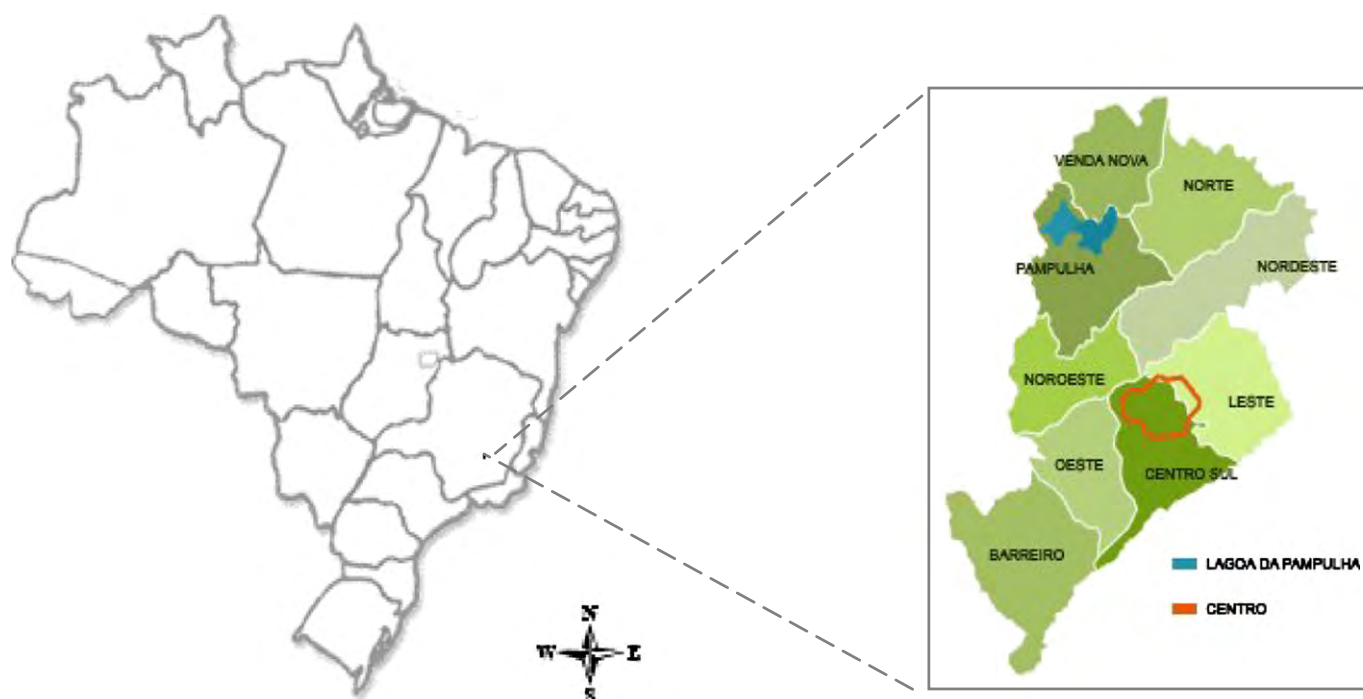 VENDA NOVA
NORTE
PAMPULHA
NORDESTE
NOROESTE
LESTE
OESTE
CENTRO SUL
BARREIRO
LAGOA DA PAMPULHA
CENTRO
N
W E
S